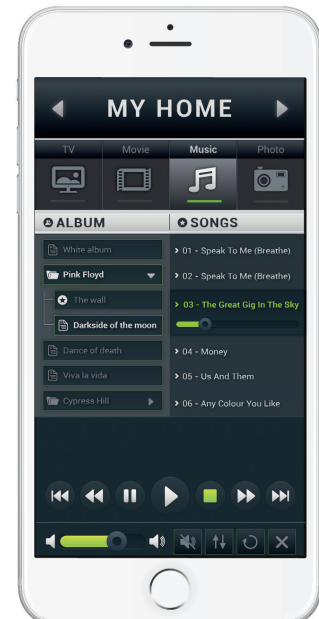 MY HOME
TV Movie Music Photo
ALBUM
White album
Pink Floyd
The wall
Darkside of the moon
Dance of death
Viva la vida
Cypress Hill
SONGS
01 - Speak To Me (Breathe)
02 - Speak To Me (Breathe)
03 - The Great Gig In The Sky
04 - Money
05 - Us And Them
06 - Any Colour You Like